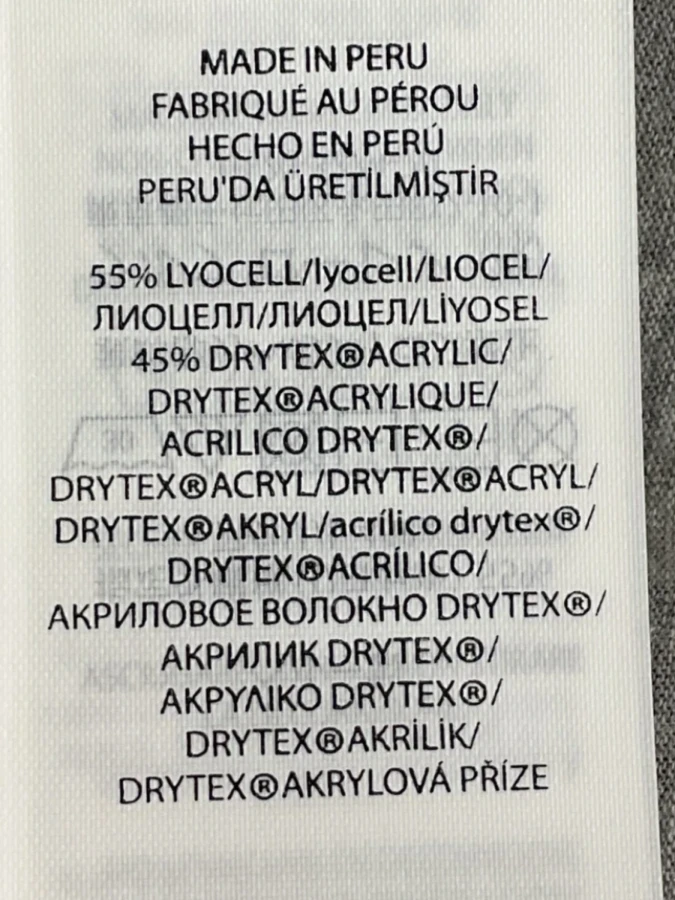 MADE IN PERU
FABRIQUÉ AU PÉROU
HECHO EN PERÚ
PERU'DA ÜRETİLMİŞTİR
55% LYOCELL/lyocell/LIOCEL/
ЛИОЦЕЛЛ/ЛИОЦЕЛ/LİYOSEL
45% DRYTEX®ACRYLIC/
DRYTEX®ACRYLIQUE/
ACRILICO DRYTEX®/
DRYTEX®ACRYL/DRYTEX®ACRYL/
DRYTEX®AKRYL/acrílico drytex®/
DRYTEX®ACRÍLICO/
АКРИЛОВОЕ ВОЛОКНО DRYTEX®/
АКРИЛИК DRYTEX®/
ΑΚΡΥΛΙΚΟ DRYTEX®/
DRYTEX®AKRİLİK/
DRYTEX®AKRYLOVÁ PŘÍZE